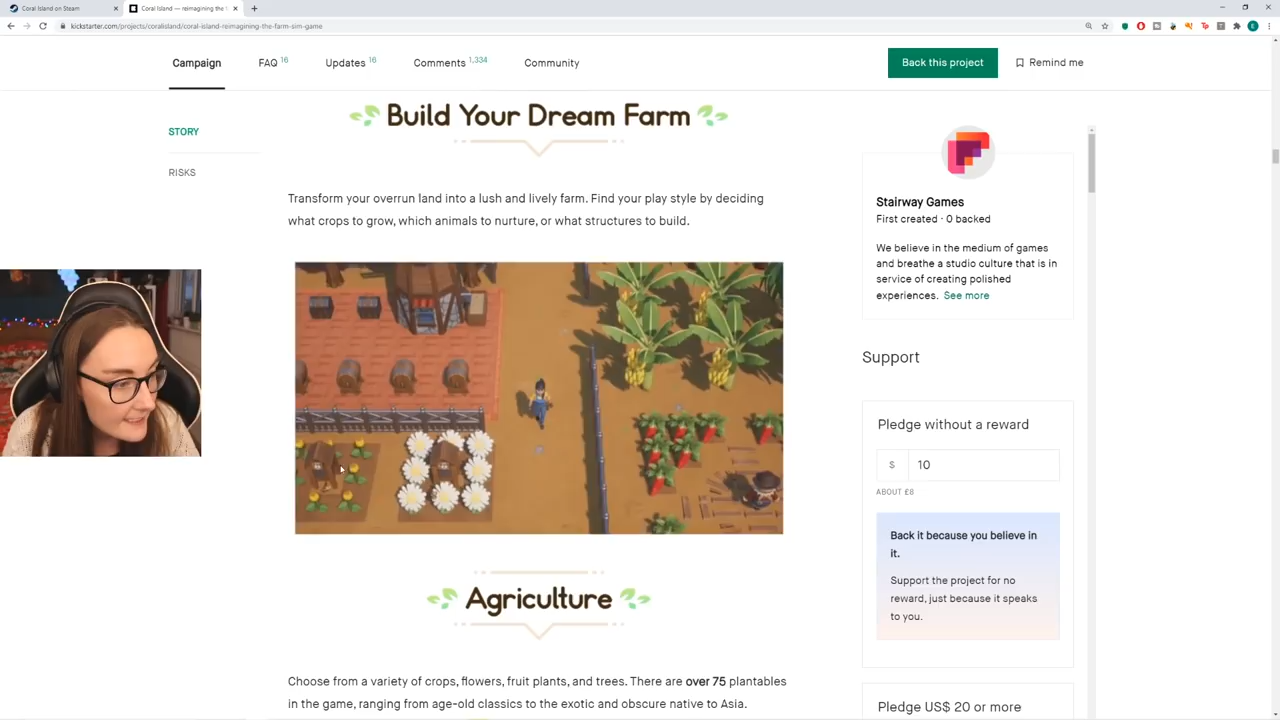 Coral Island on Steam
Coral Island — reimagining the
kickstarter.com/projects/coralisland/coral-island-reimagining-the-farm-sim-game
Campaign
FAQ 16
Updates 16
Comments 1,334
Community
Back this project
Remind me
STORY
RISKS
Build Your Dream Farm
Transform your overrun land into a lush and lively farm. Find your play style by deciding
what crops to grow, which animals to nurture, or what structures to build.
Agriculture
Choose from a variety of crops, flowers, fruit plants, and trees. There are over 75 plantables
in the game, ranging from age-old classics to the exotic and obscure native to Asia.
Stairway Games
First created · 0 backed
We believe in the medium of games
and breathe a studio culture that is in
service of creating polished
experiences. See more
Support
Pledge without a reward
$ 10
ABOUT £8
Back it because you believe in
it.
Support the project for no
reward, just because it speaks
to you.
Pledge US$ 20 or more